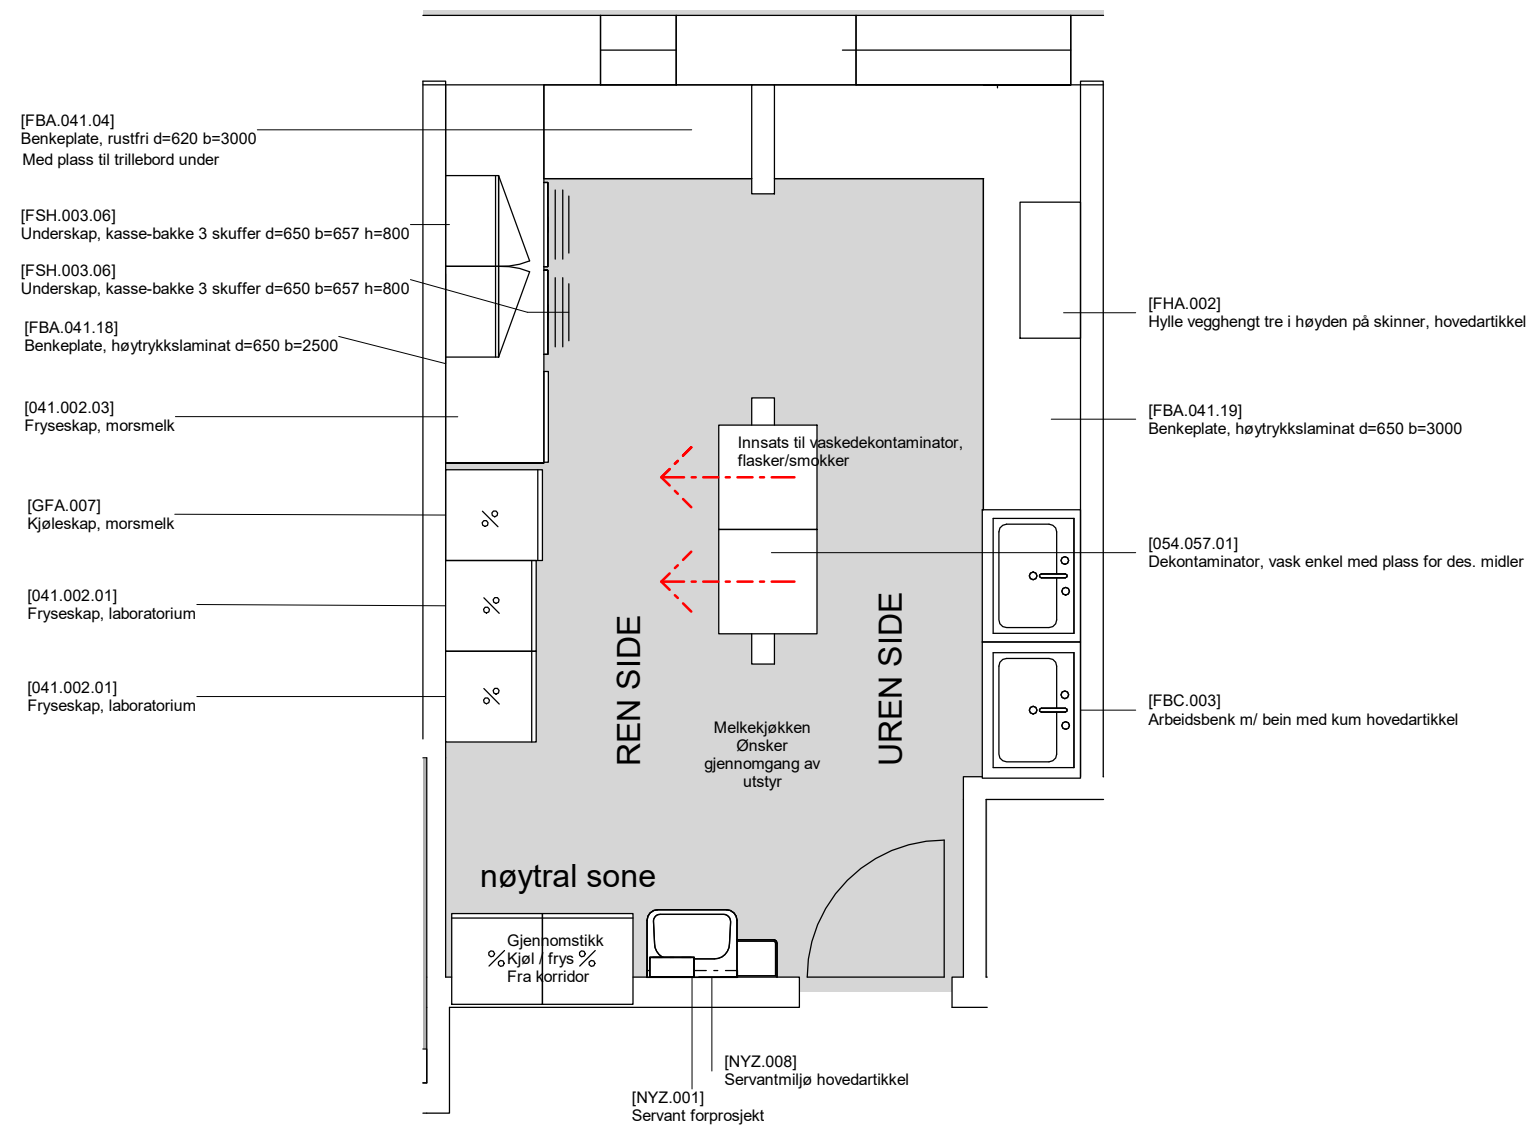 [FBA.041.04]
Benkeplate, rustfri d=620 b=3000
Med plass til trillebord under
[FSH.003.06]
Underskap, kasse-bakke 3 skuffer d=650 b=657 h=800
[FSH.003.06]
Underskap, kasse-bakke 3 skuffer d=650 b=657 h=800
[FBA.041.18]
Benkeplate, høytrykkslaminat d=650 b=2500
[041.002.03]
Fryseskap, morsmelk
[GFA.007]
Kjøleskap, morsmelk
[041.002.01]
Fryseskap, laboratorium
[041.002.01]
Fryseskap, laboratorium
Innsats til vaskedekontaminator,
flasker/smokker
REN SIDE
UREN SIDE
Melkekjøkken
Ønsker
gjennomgang av
utstyr
nøytral sone
Gjennomstikk
Kjøl / frys
Fra korridor
[FHA.002]
Hylle vegghengt tre i høyden på skinner, hovedartikkel
[FBA.041.19]
Benkeplate, høytrykkslaminat d=650 b=3000
[054.057.01]
Dekontaminator, vask enkel med plass for des. midler
[FBC.003]
Arbeidsbenk m/ bein med kum hovedartikkel
[NYZ.008]
Servantmiljø hovedartikkel
[NYZ.001]
Servant forprosjekt